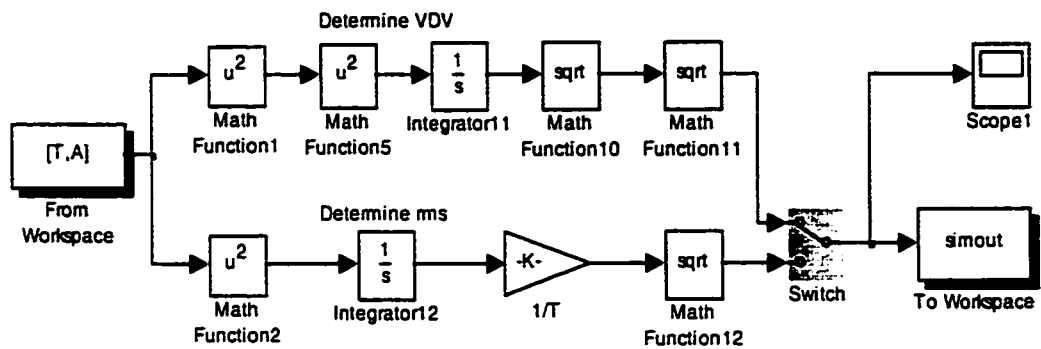 Determine VDV
u²
u²
1
s
sqrt
sqrt
Math
Function1
Math
Function5
Integrator11
Math
Function10
Math
Function11
Scope1
[T,A]
From
Workspace
Determine rms
u²
1
s
-K-
sqrt
simout
Math
Function2
Integrator12
1/T
Math
Function12
Switch
To Workspace